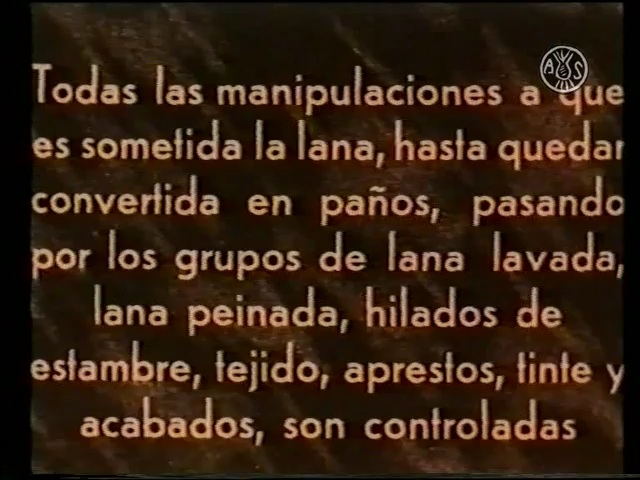 Todas las manipulaciones a que
es sometida la lana, hasta quedar
convertida en paños, pasando
por los grupos de lana lavada,
lana peinada, hilados de
estambre, tejido, aprestos, tinte y
acabados, son controladas
A S